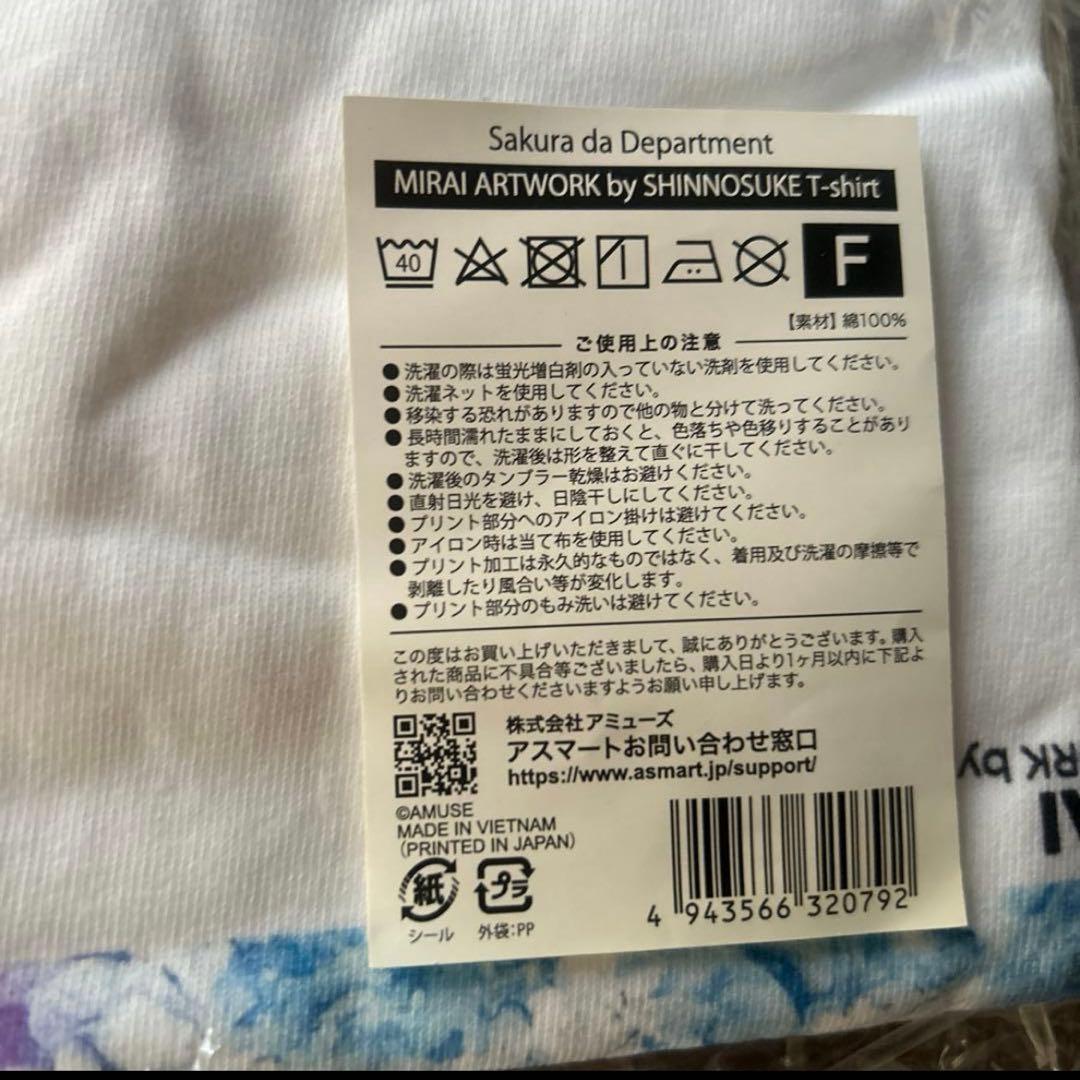 Sakura da Department
MIRAI ARTWORK by SHINNOSUKE T-shirt
40
F
【素材】綿100%
ご使用上の注意
● 洗濯の際は蛍光増白剤の入っていない洗剤を使用してください。
● 洗濯ネットを使用してください。
● 移染する恐れがありますので他の物と分けて洗ってください。
● 長時間濡れたままにしておくと、色落ちや色移りすることがあり
ますので、洗濯後は形を整えて直ぐに干してください。
● 洗濯後のタンブラー乾燥はお避けください。
● 直射日光を避け、日陰干しにしてください。
● プリント部分へのアイロン掛けは避けてください。
● アイロン時は当て布を使用してください。
● プリント加工は永久的なものではなく、着用及び洗濯の摩擦等で
剥離したり風合い等が変化します。
● プリント部分のもみ洗いは避けてください。
この度はお買い上げいただきまして、誠にありがとうございます。購入
された商品に不具合等ございましたら、購入日より1ヶ月以内に下記よ
りお問い合わせくださいますようお願い申し上げます。
株式会社アミューズ
アスマートお問い合わせ窓口
https://www.asmart.jp/support/
©AMUSE
MADE IN VIETNAM
(PRINTED IN JAPAN)
紙
プラ
シール
外袋:PP
4 943566 320792
RK by
AI